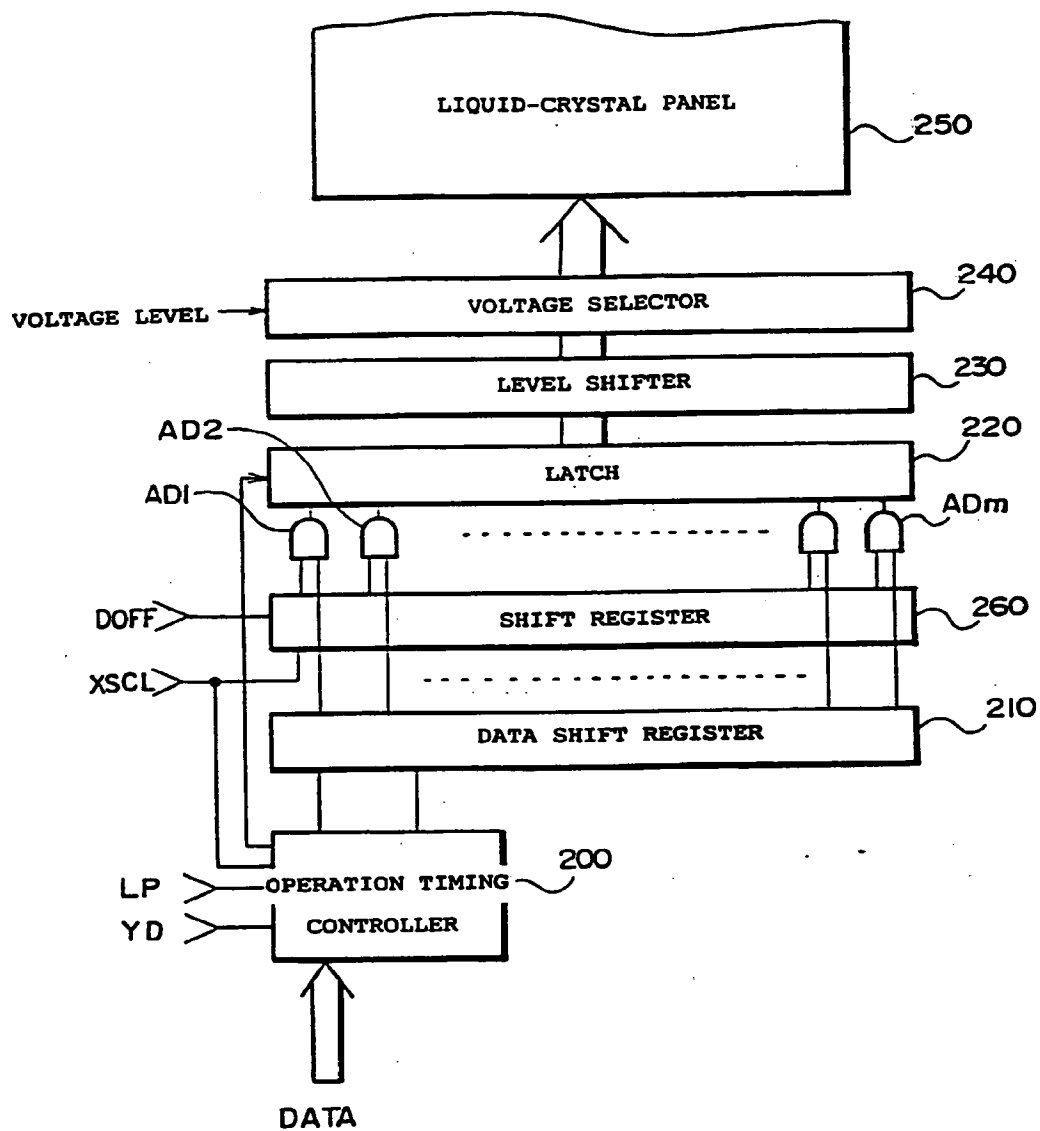 LIQUID-CRYSTAL PANEL
250
240
VOLTAGE SELECTOR
VOLTAGE LEVEL
230
LEVEL SHIFTER
AD2
220
LATCH
AD1
ADm
DOFF
SHIFT REGISTER
260
XSCL
210
DATA SHIFT REGISTER
200
LP
OPERATION TIMING
YD
CONTROLLER
DATA